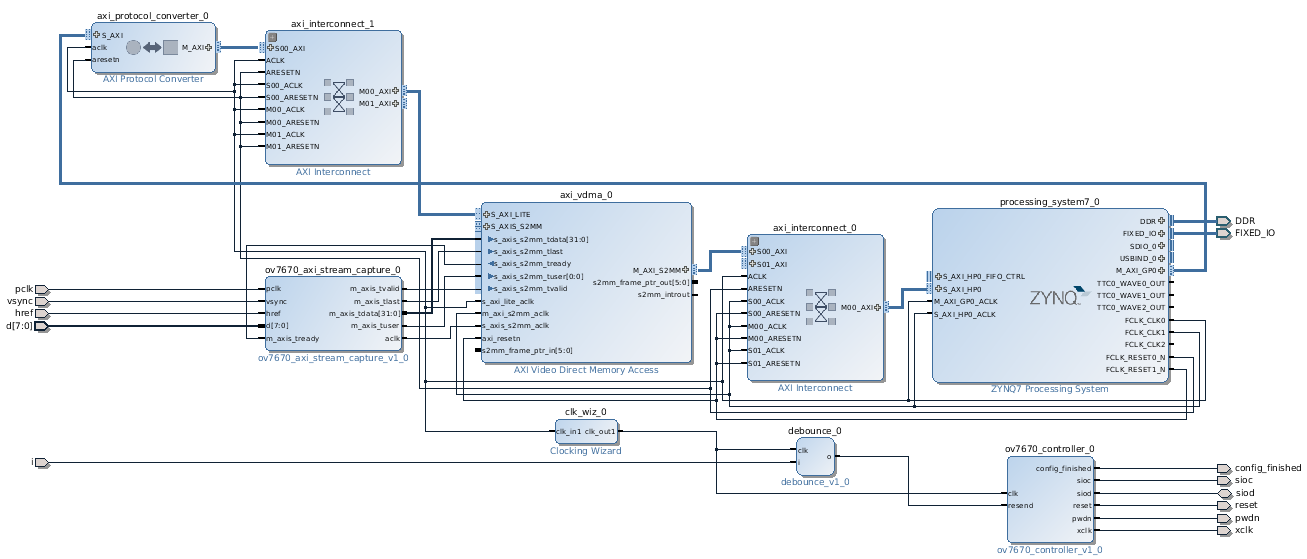 axi_protocol_converter_0
S_AXI
aclk
aresetn
M_AXI
AXI Protocol Converter
axi_interconnect_1
S00_AXI
ACLK
ARESETN
S00_ACLK
S00_ARESETN
M00_ACLK
M00_ARESETN
M01_ACLK
M01_ARESETN
M00_AXI
M01_AXI
AXI Interconnect
pclk
vsync
href
d[7:0]
ov7670_axi_stream_capture_0
pclk
vsync
href
d[7:0]
m_axis_tready
m_axis_tvalid
m_axis_tlast
m_axis_tdata[31:0]
m_axis_tuser
aclk
ov7670_axi_stream_capture_v1_0
axi_vdma_0
S_AXI_LITE
S_AXIS_S2MM
s_axis_s2mm_tdata[31:0]
s_axis_s2mm_tlast
s_axis_s2mm_tready
s_axis_s2mm_tuser[0:0]
s_axis_s2mm_tvalid
s_axi_lite_aclk
m_axi_s2mm_aclk
s_axis_s2mm_aclk
axi_resetn
s2mm_frame_ptr_in[5:0]
M_AXI_S2MM
s2mm_frame_ptr_out[5:0]
s2mm_introut
AXI Video Direct Memory Access
axi_interconnect_0
S00_AXI
S01_AXI
ACLK
ARESETN
S00_ACLK
S00_ARESETN
M00_ACLK
M00_ARESETN
S01_ACLK
S01_ARESETN
M00_AXI
AXI Interconnect
processing_system7_0
S_AXI_HP0_FIFO_CTRL
S_AXI_HP0
M_AXI_GP0_ACLK
S_AXI_HP0_ACLK
ZYNQ
DDR
FIXED_IO
SDIO_0
USBIND_0
M_AXI_GP0
TTC0_WAVE0_OUT
TTC0_WAVE1_OUT
TTC0_WAVE2_OUT
FCLK_CLK0
FCLK_CLK1
FCLK_CLK2
FCLK_RESET0_N
FCLK_RESET1_N
ZYNQ7 Processing System
DDR
FIXED_IO
clk_wiz_0
clk_in1 clk_out1
Clocking Wizard
i
debounce_0
clk
i
o
debounce_v1_0
ov7670_controller_0
clk
resend
config_finished
sioc
siod
reset
pwdn
xclk
ov7670_controller_v1_0
config_finished
sioc
siod
reset
pwdn
xclk